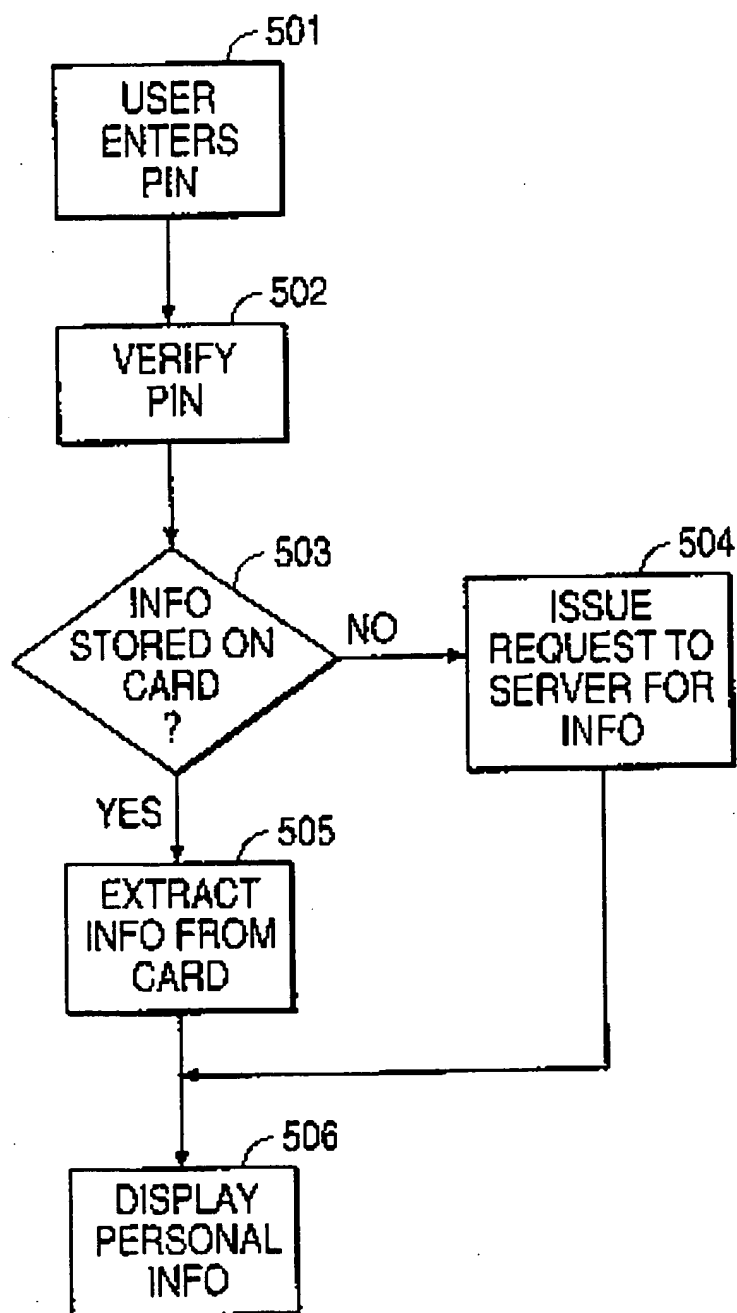 501
USER
ENTERS
PIN
502
VERIFY
PIN
503
INFO
STORED ON
CARD
?
NO
504
ISSUE
REQUEST TO
SERVER FOR
INFO
YES
505
EXTRACT
INFO FROM
CARD
506
DISPLAY
PERSONAL
INFO